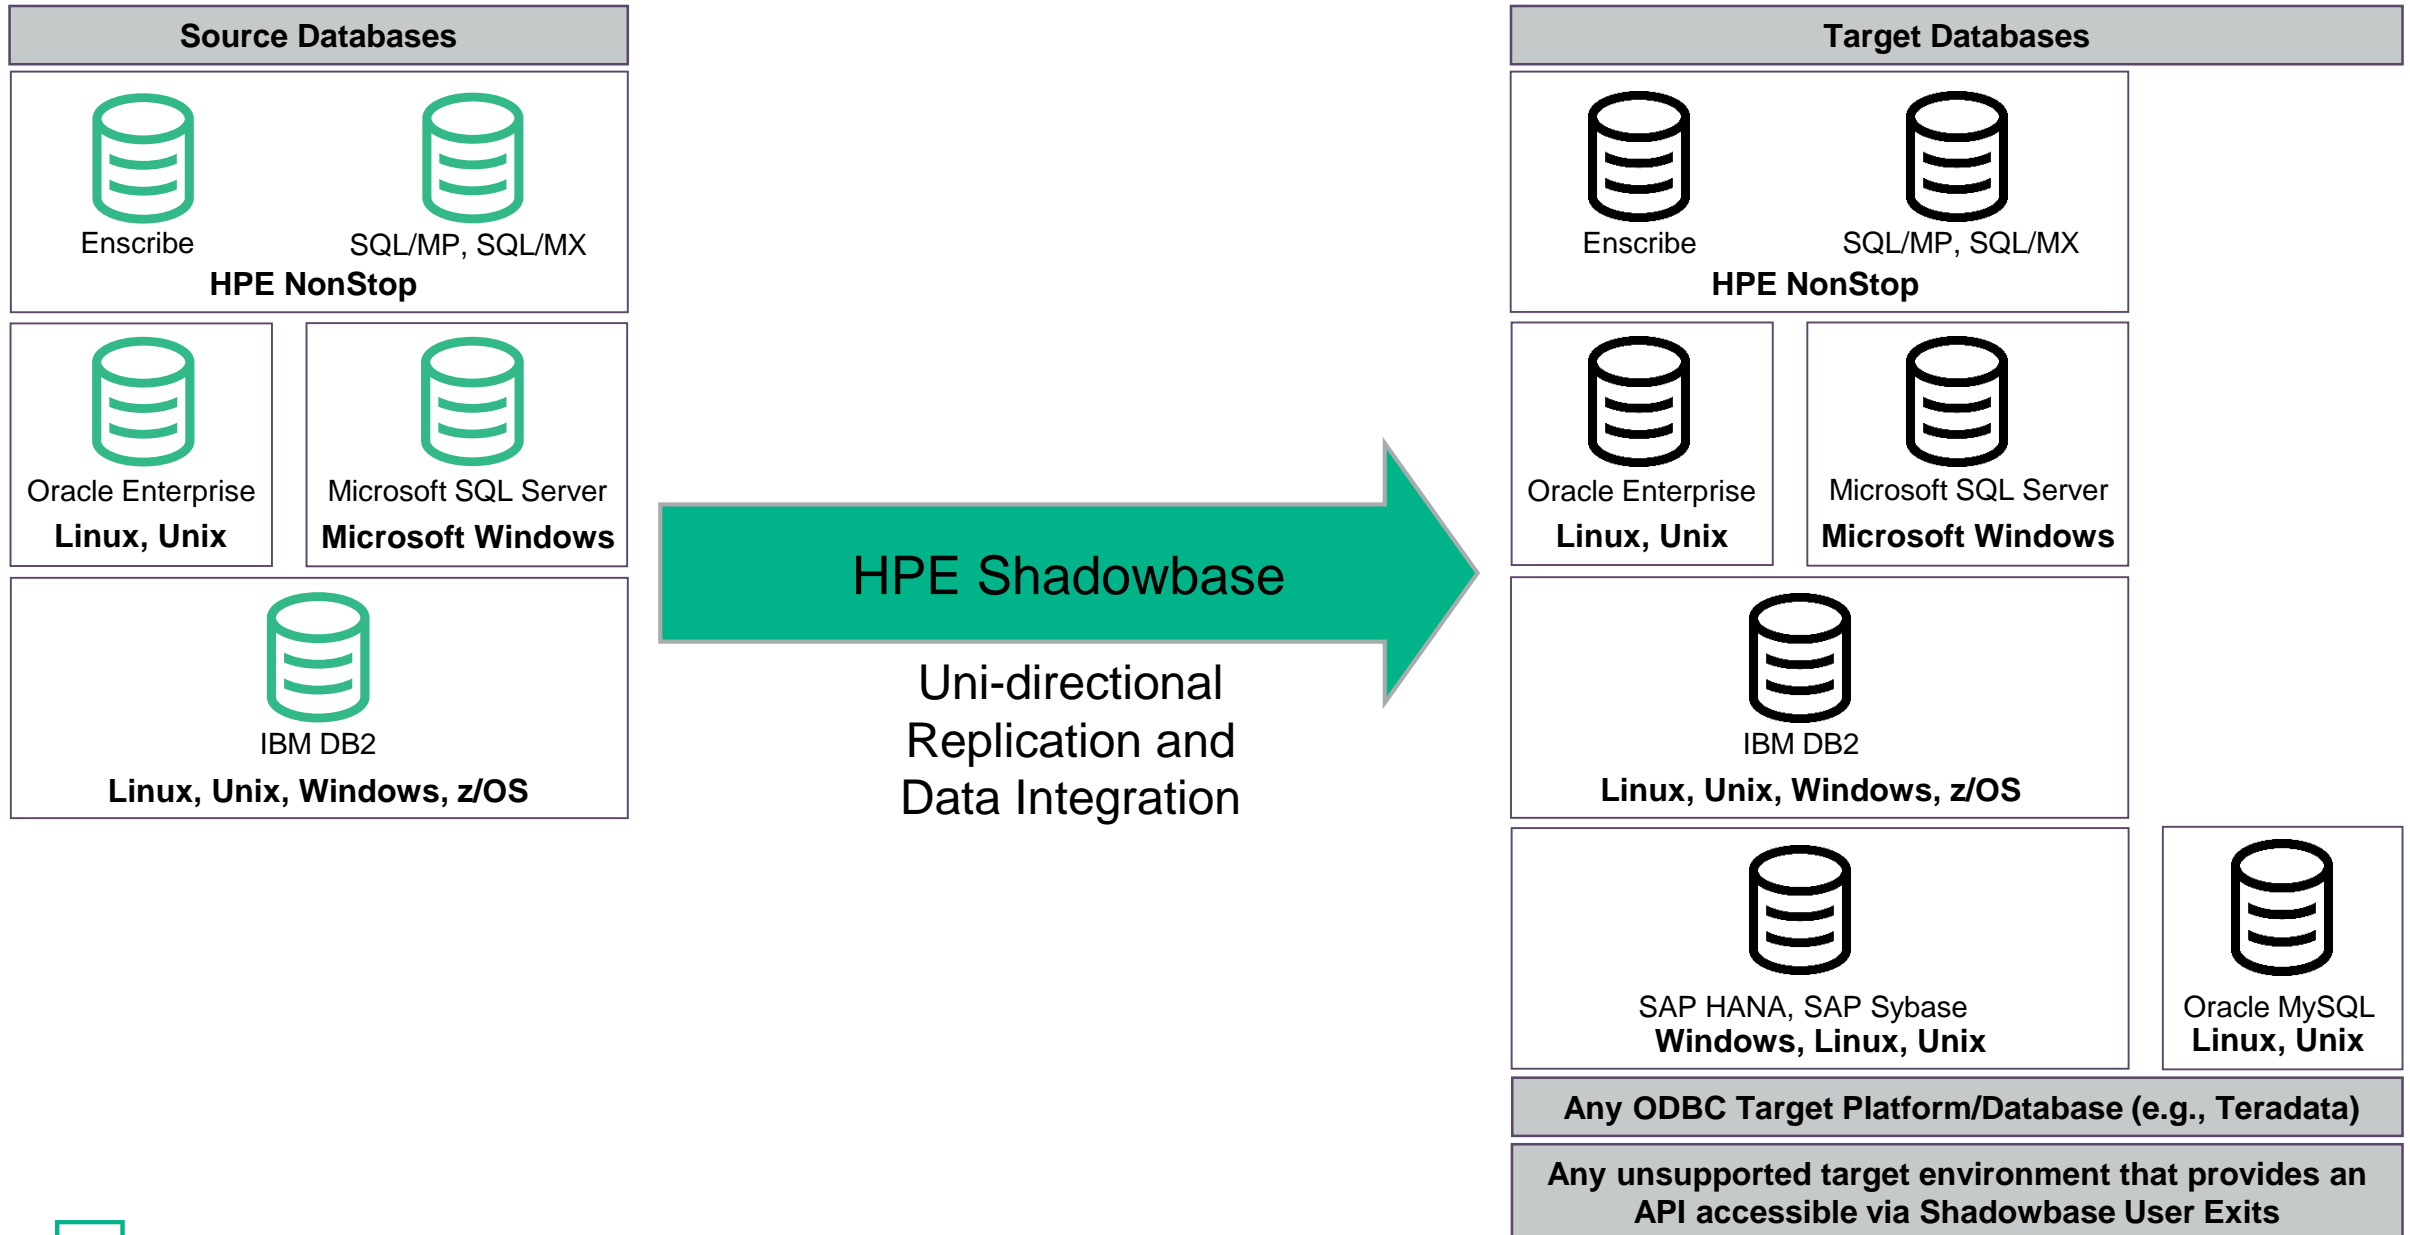 Source Databases
Enscribe
SQL/MP, SQL/MX
HPE NonStop
Oracle Enterprise
Linux, Unix
Microsoft SQL Server
Microsoft Windows
IBM DB2
Linux, Unix, Windows, z/OS
HPE Shadowbase
Uni-directional
Replication and
Data Integration
Target Databases
Enscribe
SQL/MP, SQL/MX
HPE NonStop
Oracle Enterprise
Linux, Unix
Microsoft SQL Server
Microsoft Windows
IBM DB2
Linux, Unix, Windows, z/OS
SAP HANA, SAP Sybase
Windows, Linux, Unix
Oracle MySQL
Linux, Unix
Any ODBC Target Platform/Database (e.g., Teradata)
Any unsupported target environment that provides an
API accessible via Shadowbase User Exits